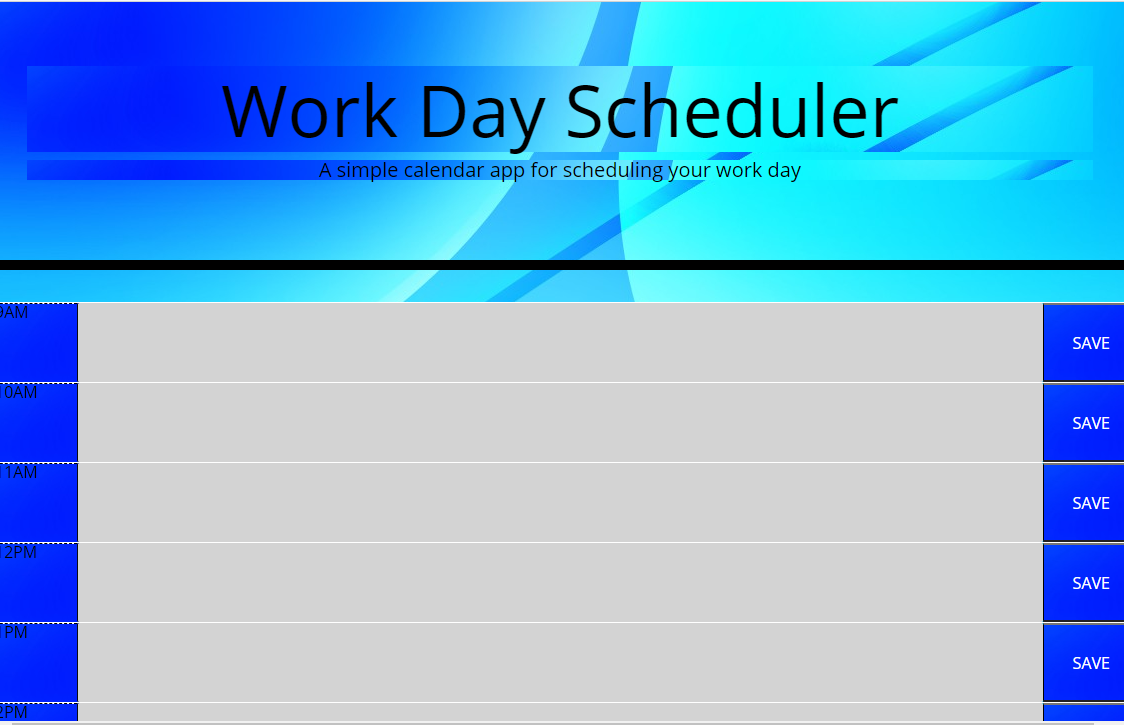 Work Day Scheduler
A simple calendar app for scheduling your work day
9AM
SAVE
10AM
SAVE
11AM
SAVE
12PM
SAVE
1PM
SAVE
2PM